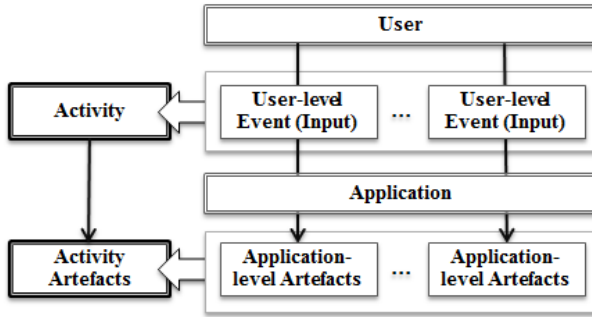 User
Activity
User-level
Event (Input)
...
User-level
Event (Input)
Application
Activity
Artefacts
Application-
level Artefacts
...
Application-
level Artefacts